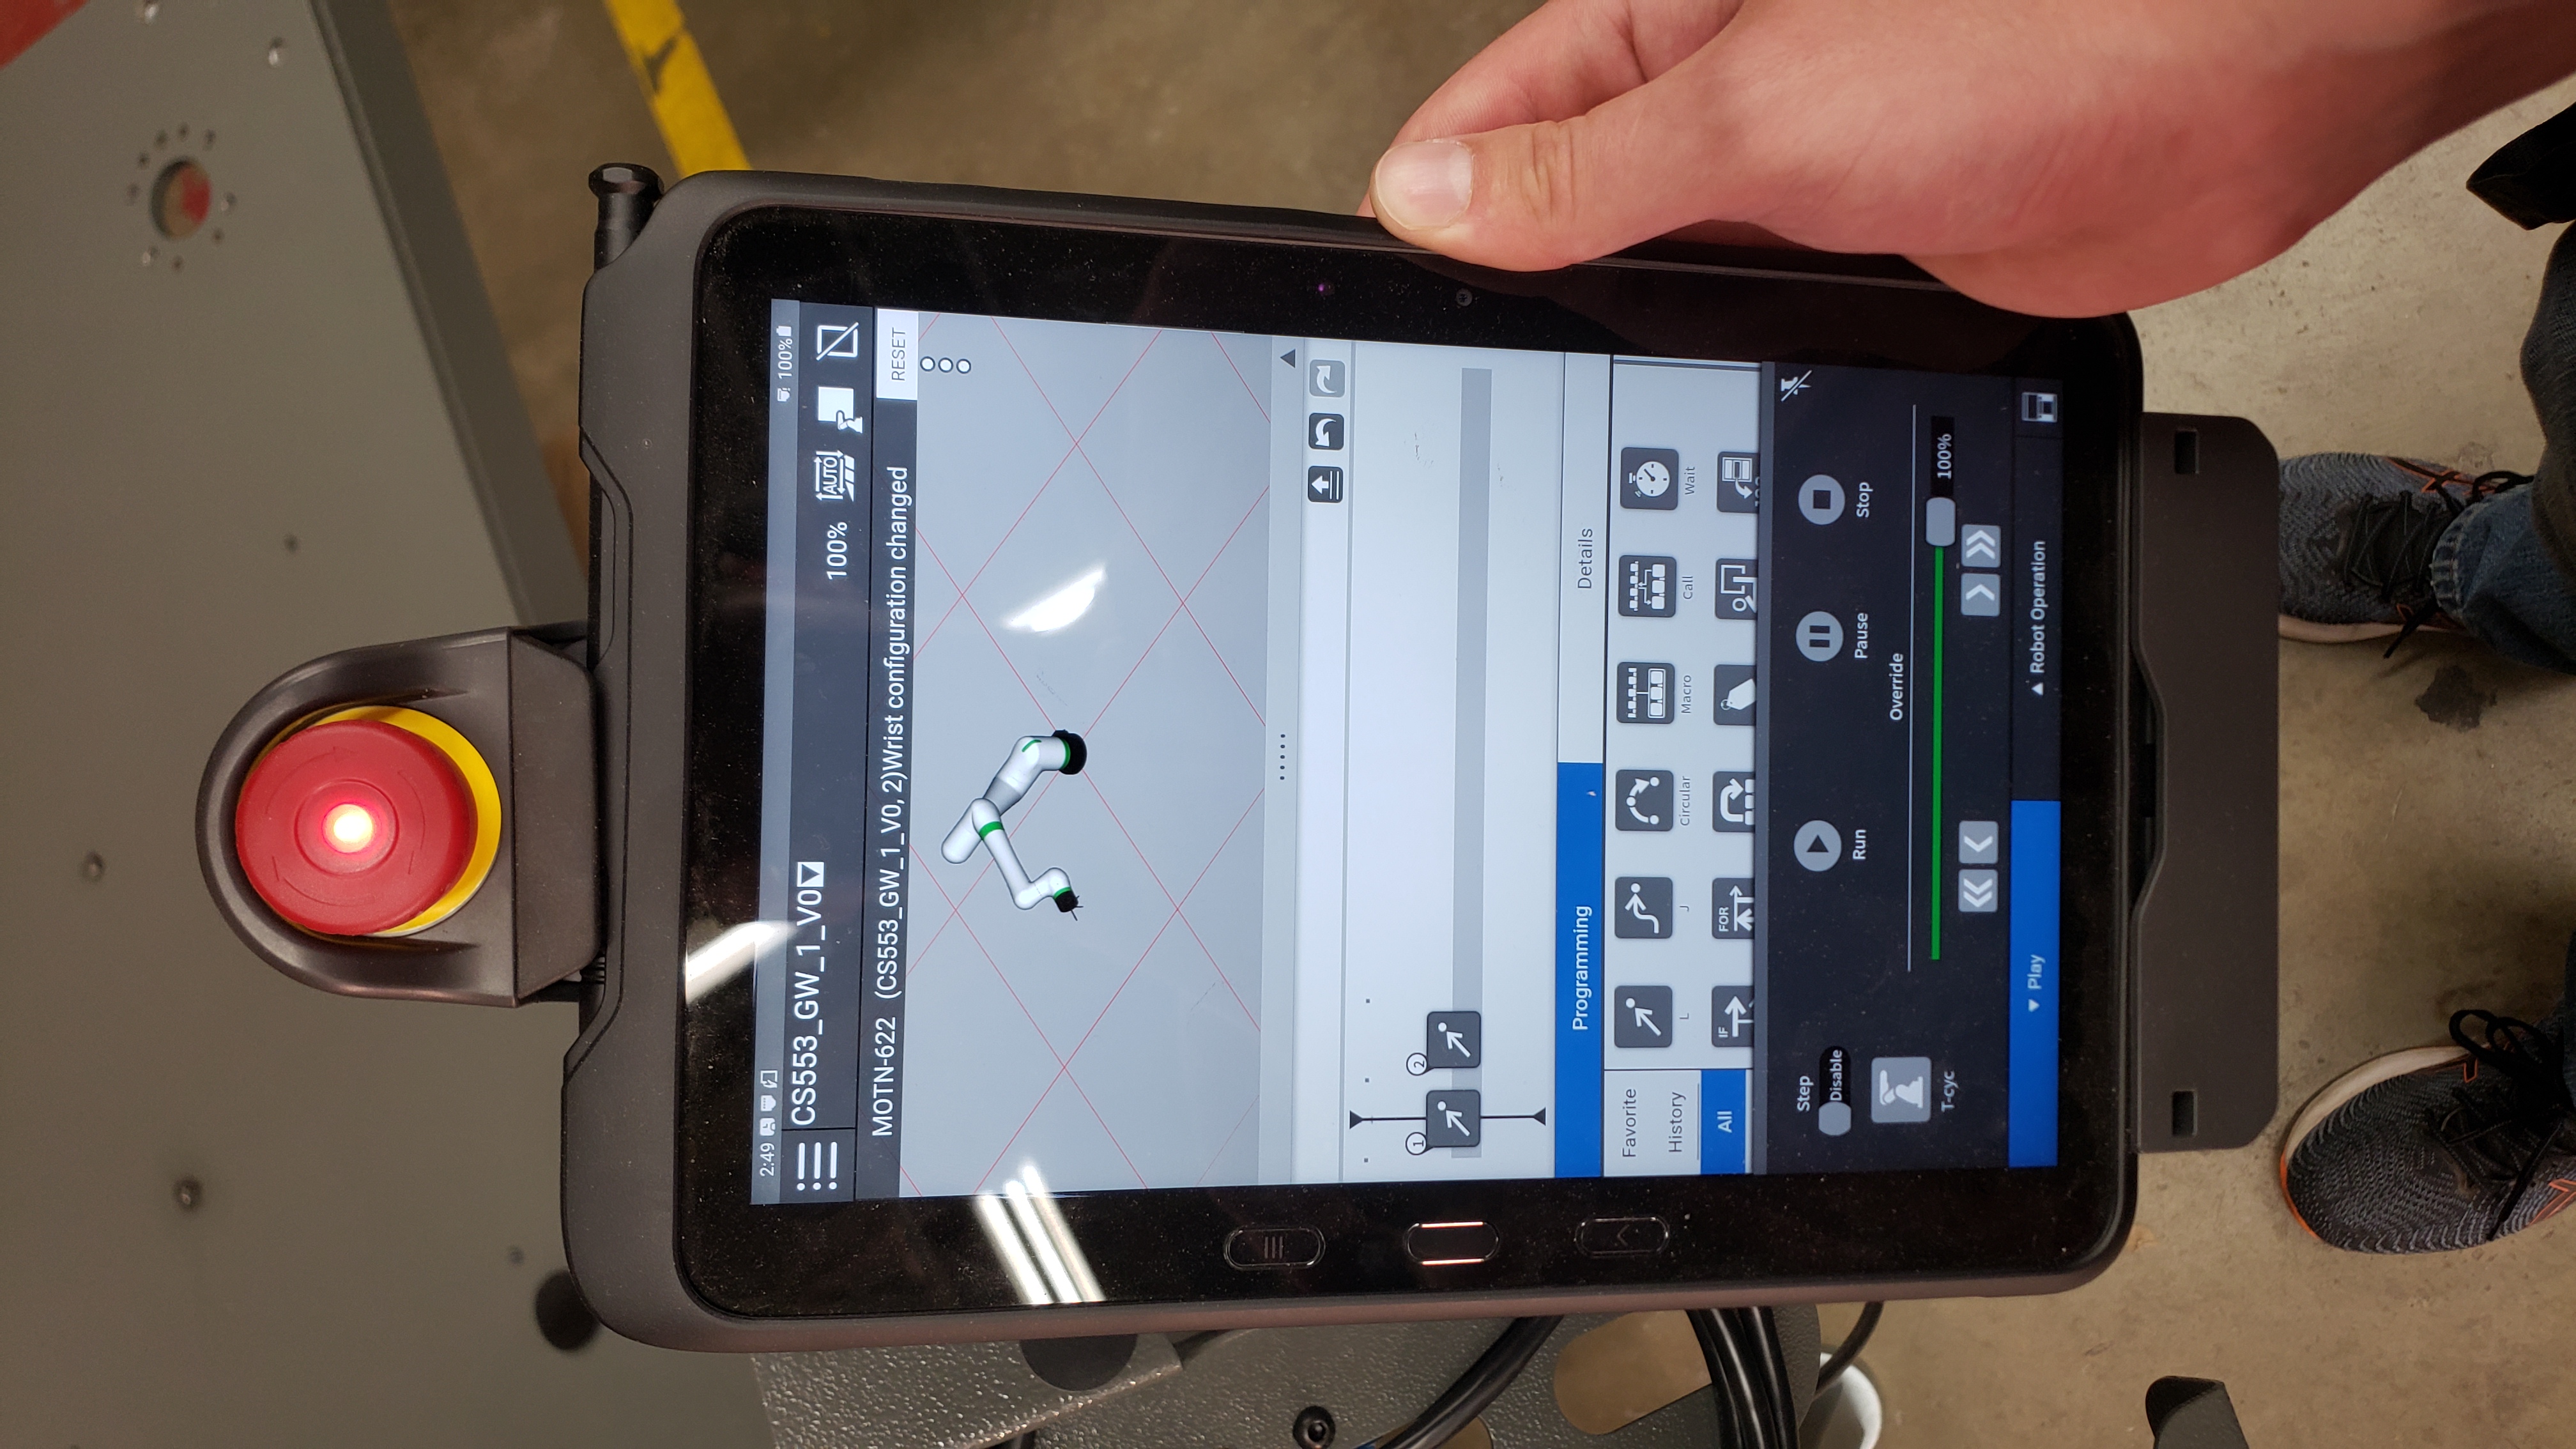 2:49 100%
CS553_GW_1_V0
100% AUTO
MOTN-622 (CS553_GW_1_V0, 2)Wrist configuration changed RESET
1 2
Programming Details
Favorite
History
All
L J Circular Macro Call Wait
IF FOR
Step
Disable
Run Pause Stop
Override
T-cyc
100%
Play Robot Operation